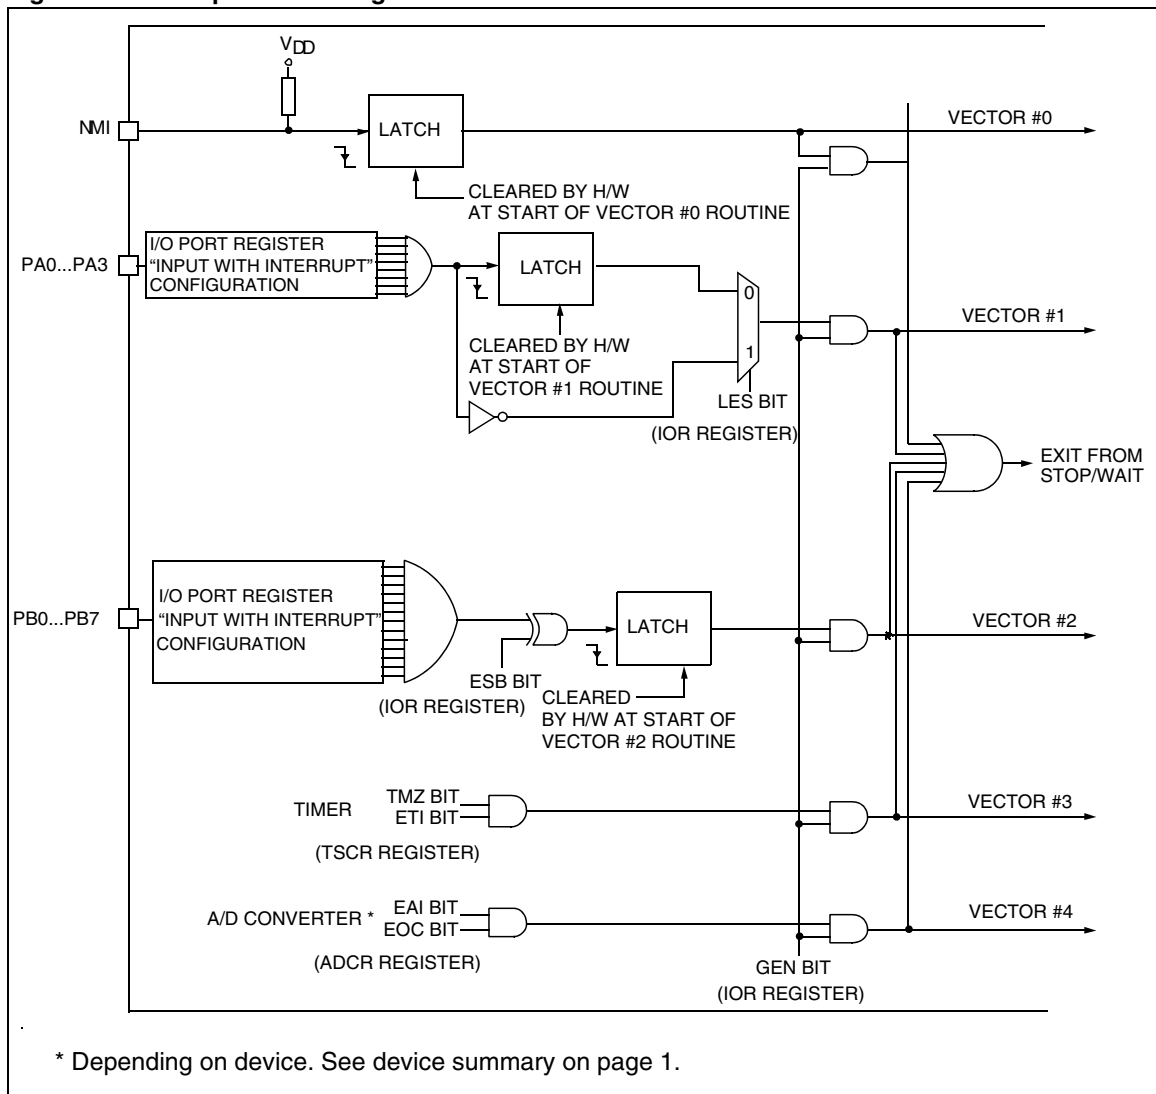 VDD
NMI
LATCH
VECTOR #0
CLEARED BY H/W
AT START OF VECTOR #0 ROUTINE
PA0...PA3
I/O PORT REGISTER
“INPUT WITH INTERRUPT”
CONFIGURATION
LATCH
0
1
CLEARED BY H/W
AT START OF
VECTOR #1 ROUTINE
VECTOR #1
LES BIT
(IOR REGISTER)
EXIT FROM
STOP/WAIT
PB0...PB7
I/O PORT REGISTER
“INPUT WITH INTERRUPT”
CONFIGURATION
LATCH
VECTOR #2
ESB BIT
(IOR REGISTER)
CLEARED
BY H/W AT START OF
VECTOR #2 ROUTINE
TIMER
TMZ BIT
ETI BIT
(TSCR REGISTER)
VECTOR #3
A/D CONVERTER *
EAI BIT
EOC BIT
(ADCR REGISTER)
VECTOR #4
GEN BIT
(IOR REGISTER)
* Depending on device. See device summary on page 1.